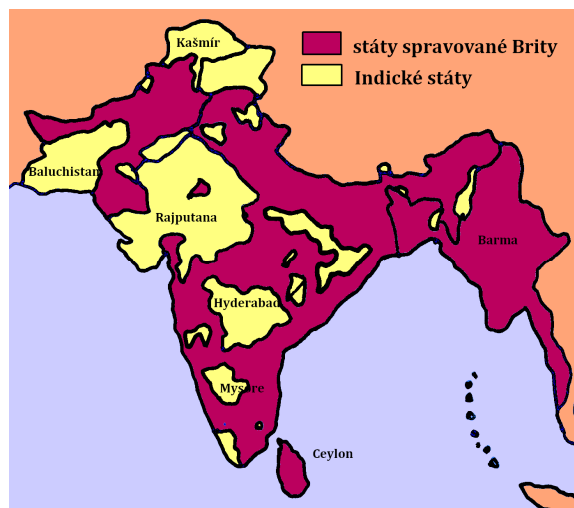 Kašmír
státy spravované Brity
Indické státy
Baluchistan
Rajputana
Barma
Hyderabad
Mysore
Ceylon